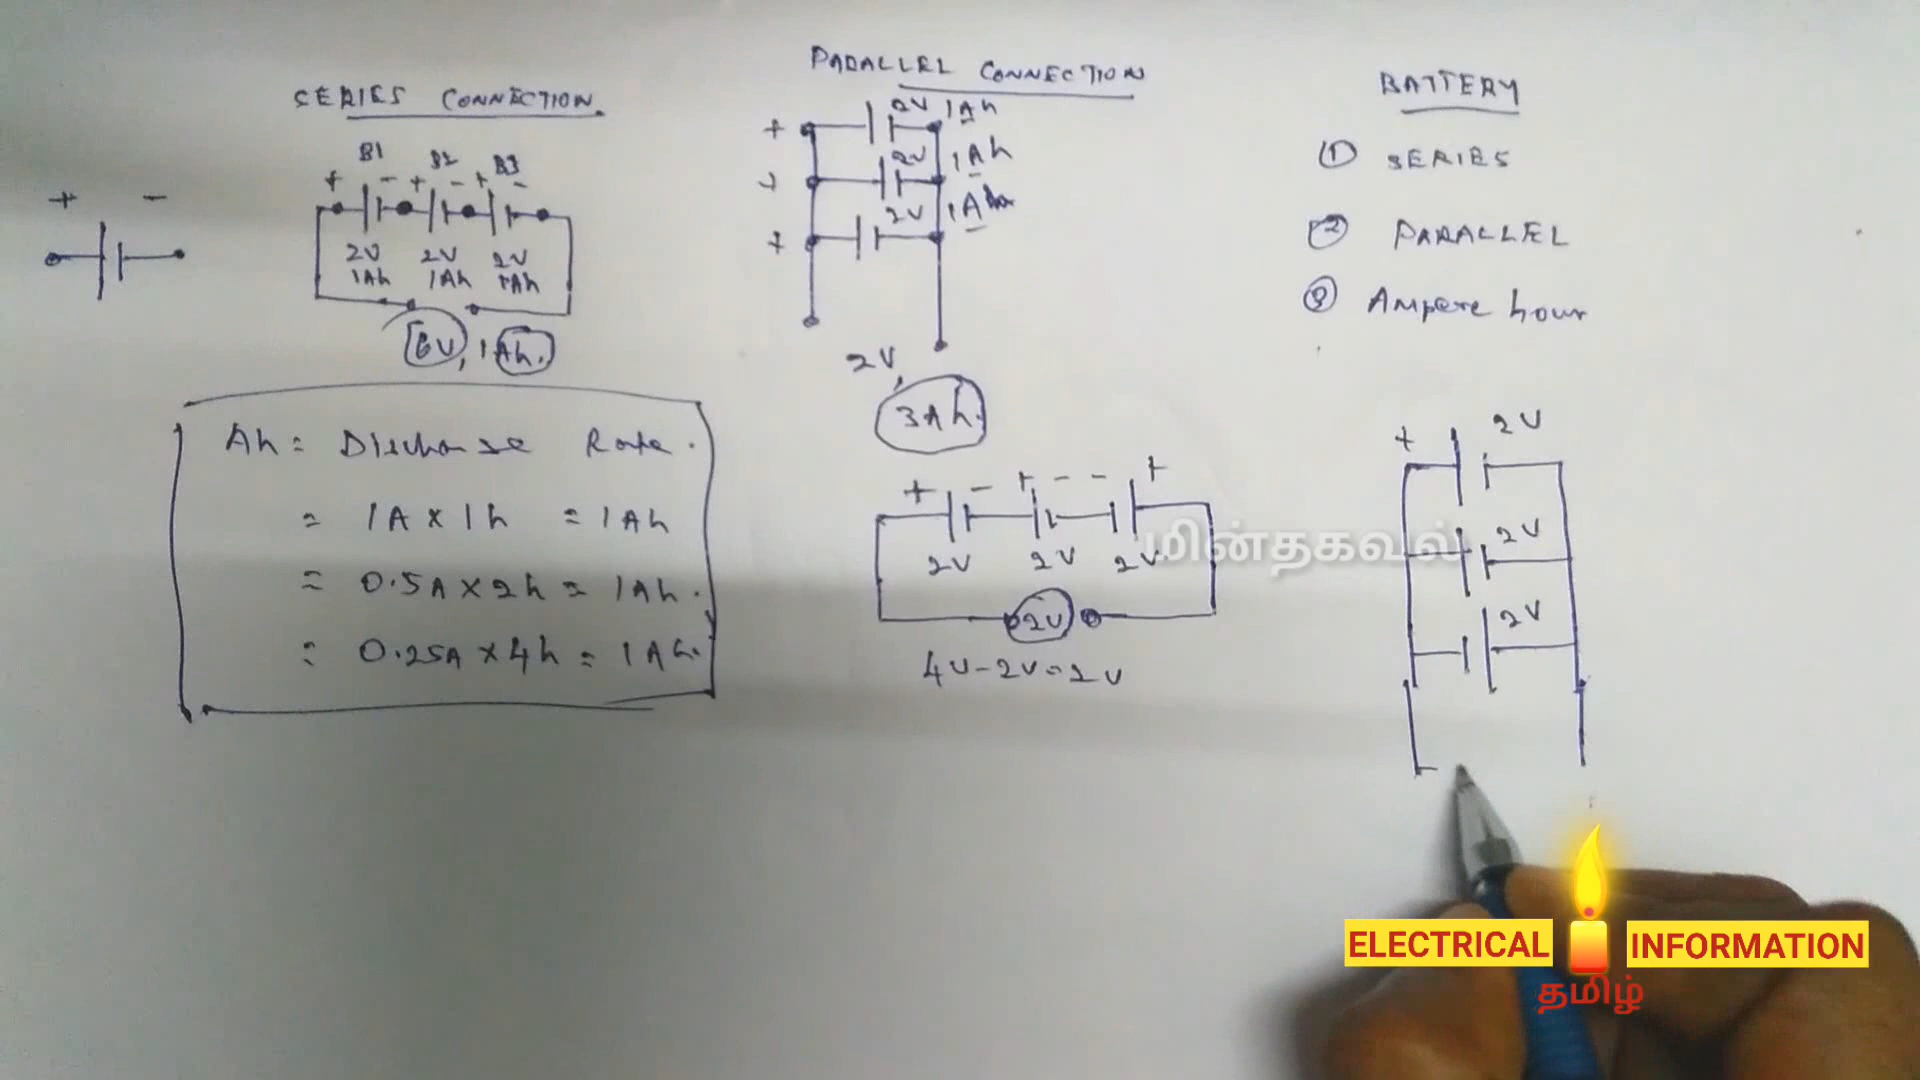 SERIES CONNECTION.
+ -
B1 B2 B3
+ - + - + -
2V 2V 2V
1Ah 1Ah 1Ah
6V, 1Ah.
Ah = Discharge Rate.
= 1A × 1h = 1Ah
= 0.5A × 2h = 1Ah.
= 0.25A × 4h = 1Ah.
PARALLEL CONNECTION
+ 2V 1Ah
+ 2V 1Ah
+ 2V 1Ah
2V,
3Ah.
+ - + - - +
2V 2V 2V
2V
4V-2V=2V
BATTERY
① SERIES
② PARALLEL
③ Ampere hour
+ 2V
2V
2V
மின்தகவல்
ELECTRICAL INFORMATION
தமிழ்